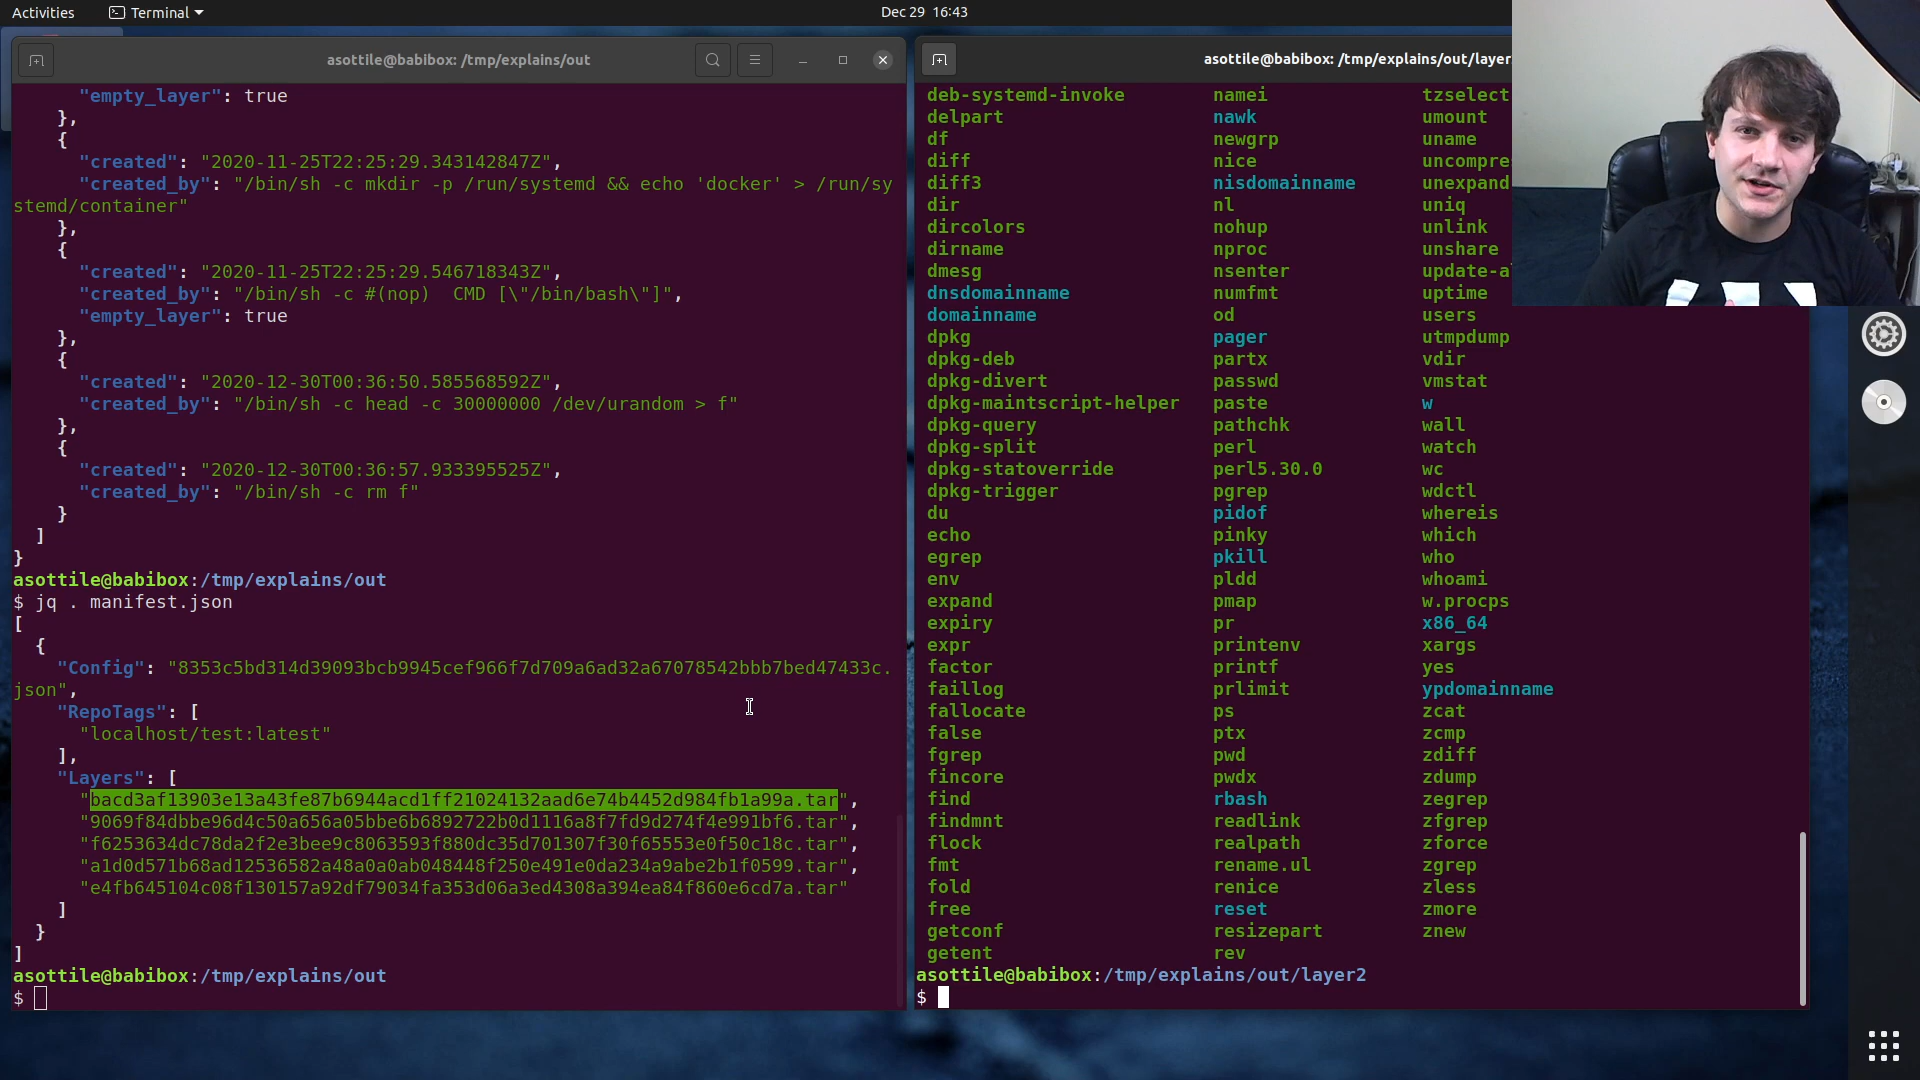 Activities
Terminal
Dec 29 16:43
asottile@babibox: /tmp/explains/out
"empty_layer": true
},
{
"created": "2020-11-25T22:25:29.343142847Z",
"created_by": "/bin/sh -c mkdir -p /run/systemd && echo 'docker' > /run/sy
stemd/container"
},
{
"created": "2020-11-25T22:25:29.546718343Z",
"created_by": "/bin/sh -c #(nop)  CMD [\"/bin/bash\"]",
"empty_layer": true
},
{
"created": "2020-12-30T00:36:50.585568592Z",
"created_by": "/bin/sh -c head -c 30000000 /dev/urandom > f"
},
{
"created": "2020-12-30T00:36:57.933395525Z",
"created_by": "/bin/sh -c rm f"
}
]
}
asottile@babibox:/tmp/explains/out
$ jq . manifest.json
[
{
"Config": "8353c5bd314d39093bcb9945cef966f7d709a6ad32a67078542bbb7bed47433c.
json",
"RepoTags": [
"localhost/test:latest"
],
"Layers": [
"bacd3af13903e13a43fe87b6944acd1ff21024132aad6e74b4452d984fb1a99a.tar",
"9069f84dbbe96d4c50a656a05bbe6b6892722b0d1116a8f7fd9d274f4e991bf6.tar",
"f6253634dc78da2f2e3bee9c8063593f880dc35d701307f30f65553e0f50c18c.tar",
"a1d0d571b68ad12536582a48a0a0ab048448f250e491e0da234a9abe2b1f0599.tar",
"e4fb645104c08f130157a92df79034fa353d06a3ed4308a394ea84f860e6cd7a.tar"
]
}
]
asottile@babibox:/tmp/explains/out
$
asottile@babibox: /tmp/explains/out/layer
deb-systemd-invoke namei tzselect
delpart nawk umount
df newgrp uname
diff nice uncompre
diff3 nisdomainname unexpand
dir nl uniq
dircolors nohup unlink
dirname nproc unshare
dmesg nsenter update-a
dnsdomainname numfmt uptime
domainname od users
dpkg pager utmpdump
dpkg-deb partx vdir
dpkg-divert passwd vmstat
dpkg-maintscript-helper paste w
dpkg-query pathchk wall
dpkg-split perl watch
dpkg-statoverride perl5.30.0 wc
dpkg-trigger pgrep wdctl
du pidof whereis
echo pinky which
egrep pkill who
env pldd whoami
expand pmap w.procps
expiry pr x86_64
expr printenv xargs
factor printf yes
faillog prlimit ypdomainname
fallocate ps zcat
false ptx zcmp
fgrep pwd zdiff
fincore pwdx zdump
find rbash zegrep
findmnt readlink zfgrep
flock realpath zforce
fmt rename.ul zgrep
fold renice zless
free reset zmore
getconf resizepart znew
getent rev
asottile@babibox:/tmp/explains/out/layer2
$